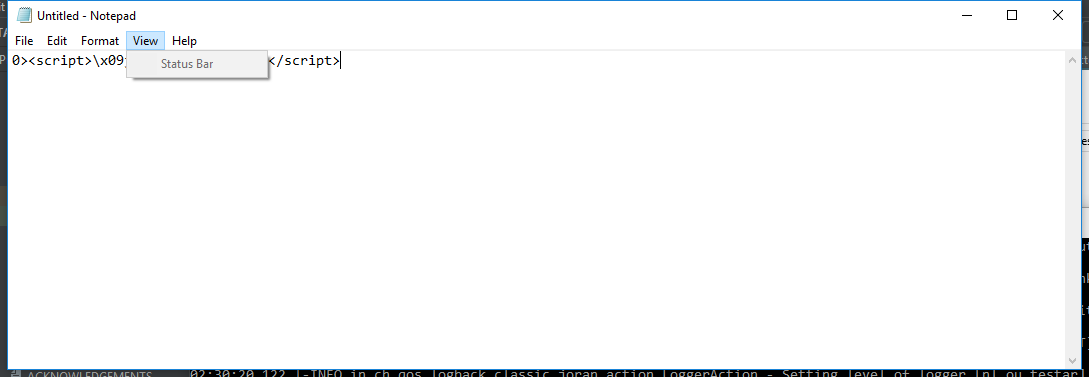 Untitled - Notepad
File Edit Format View Help
0><script>\x09 </script>
Status Bar
ACKNOWLEDGEMENTS
02:30:20,122 |-INFO in ch.qos.logback.classic.joran.action.LoggerAction - Setting level of logger [nl.ou.testar